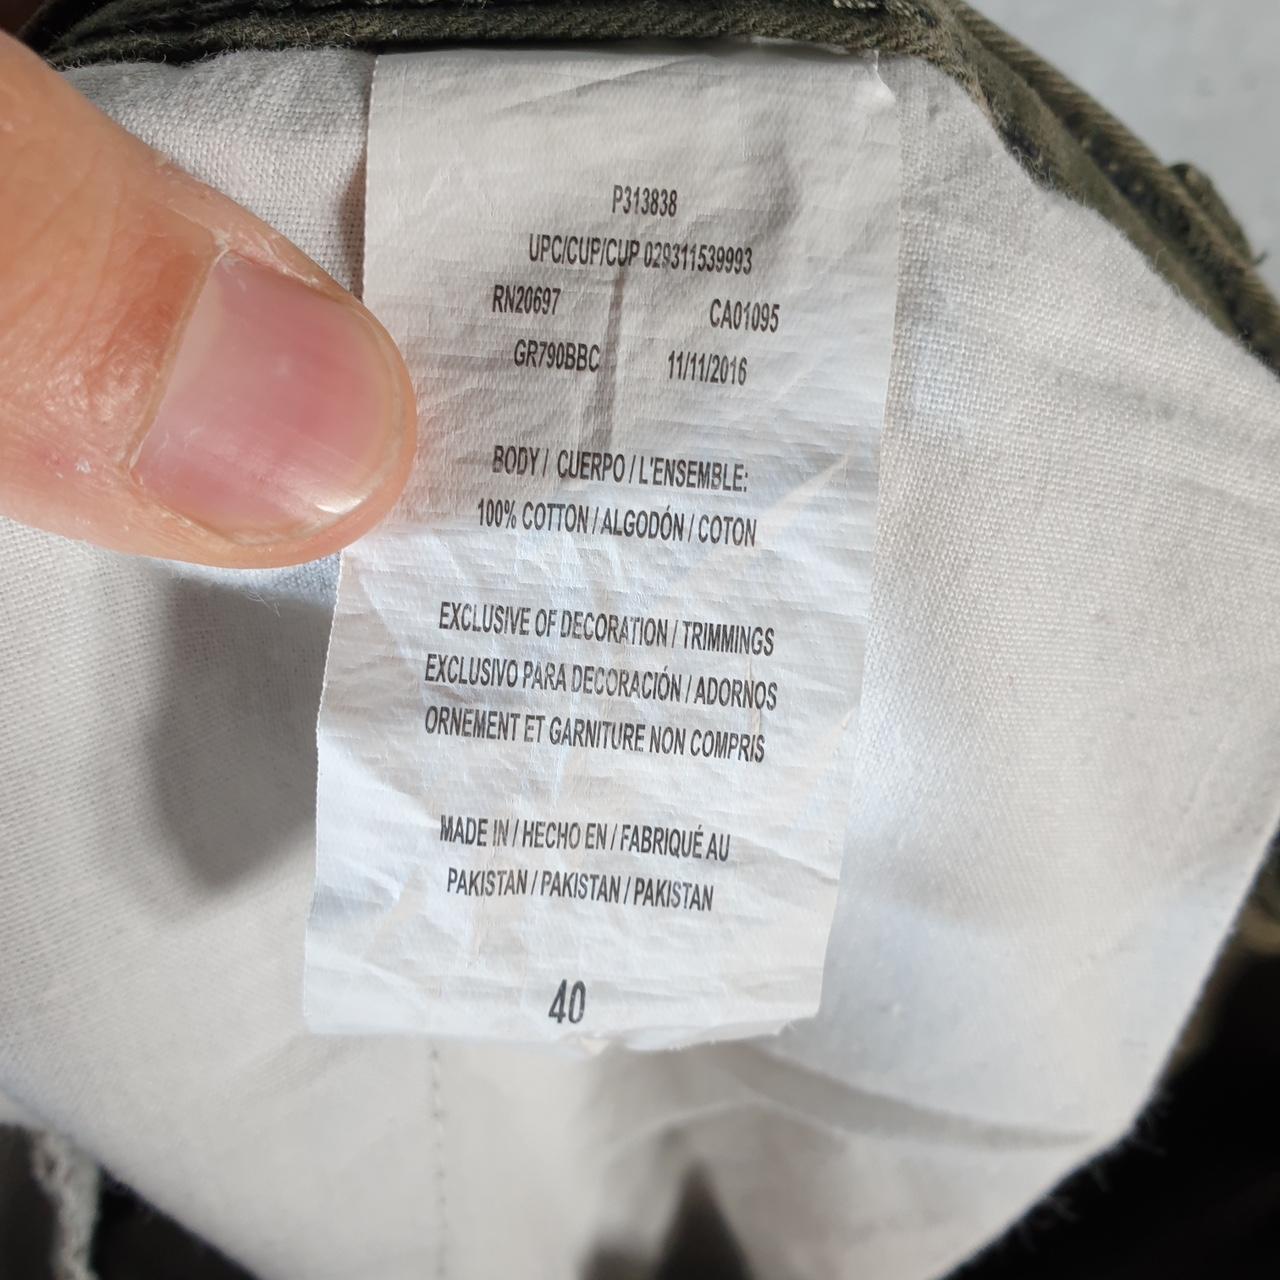 P313838
UPC/CUP/CUP 029311539993
RN20697 CA01095
GR790BBC 11/11/2016
BODY / CUERPO / L'ENSEMBLE:
100% COTTON / ALGODÓN / COTON
EXCLUSIVE OF DECORATION / TRIMMINGS
EXCLUSIVO PARA DECORACIÓN / ADORNOS
ORNEMENT ET GARNITURE NON COMPRIS
MADE IN / HECHO EN / FABRIQUÉ AU
PAKISTAN / PAKISTAN / PAKISTAN
40